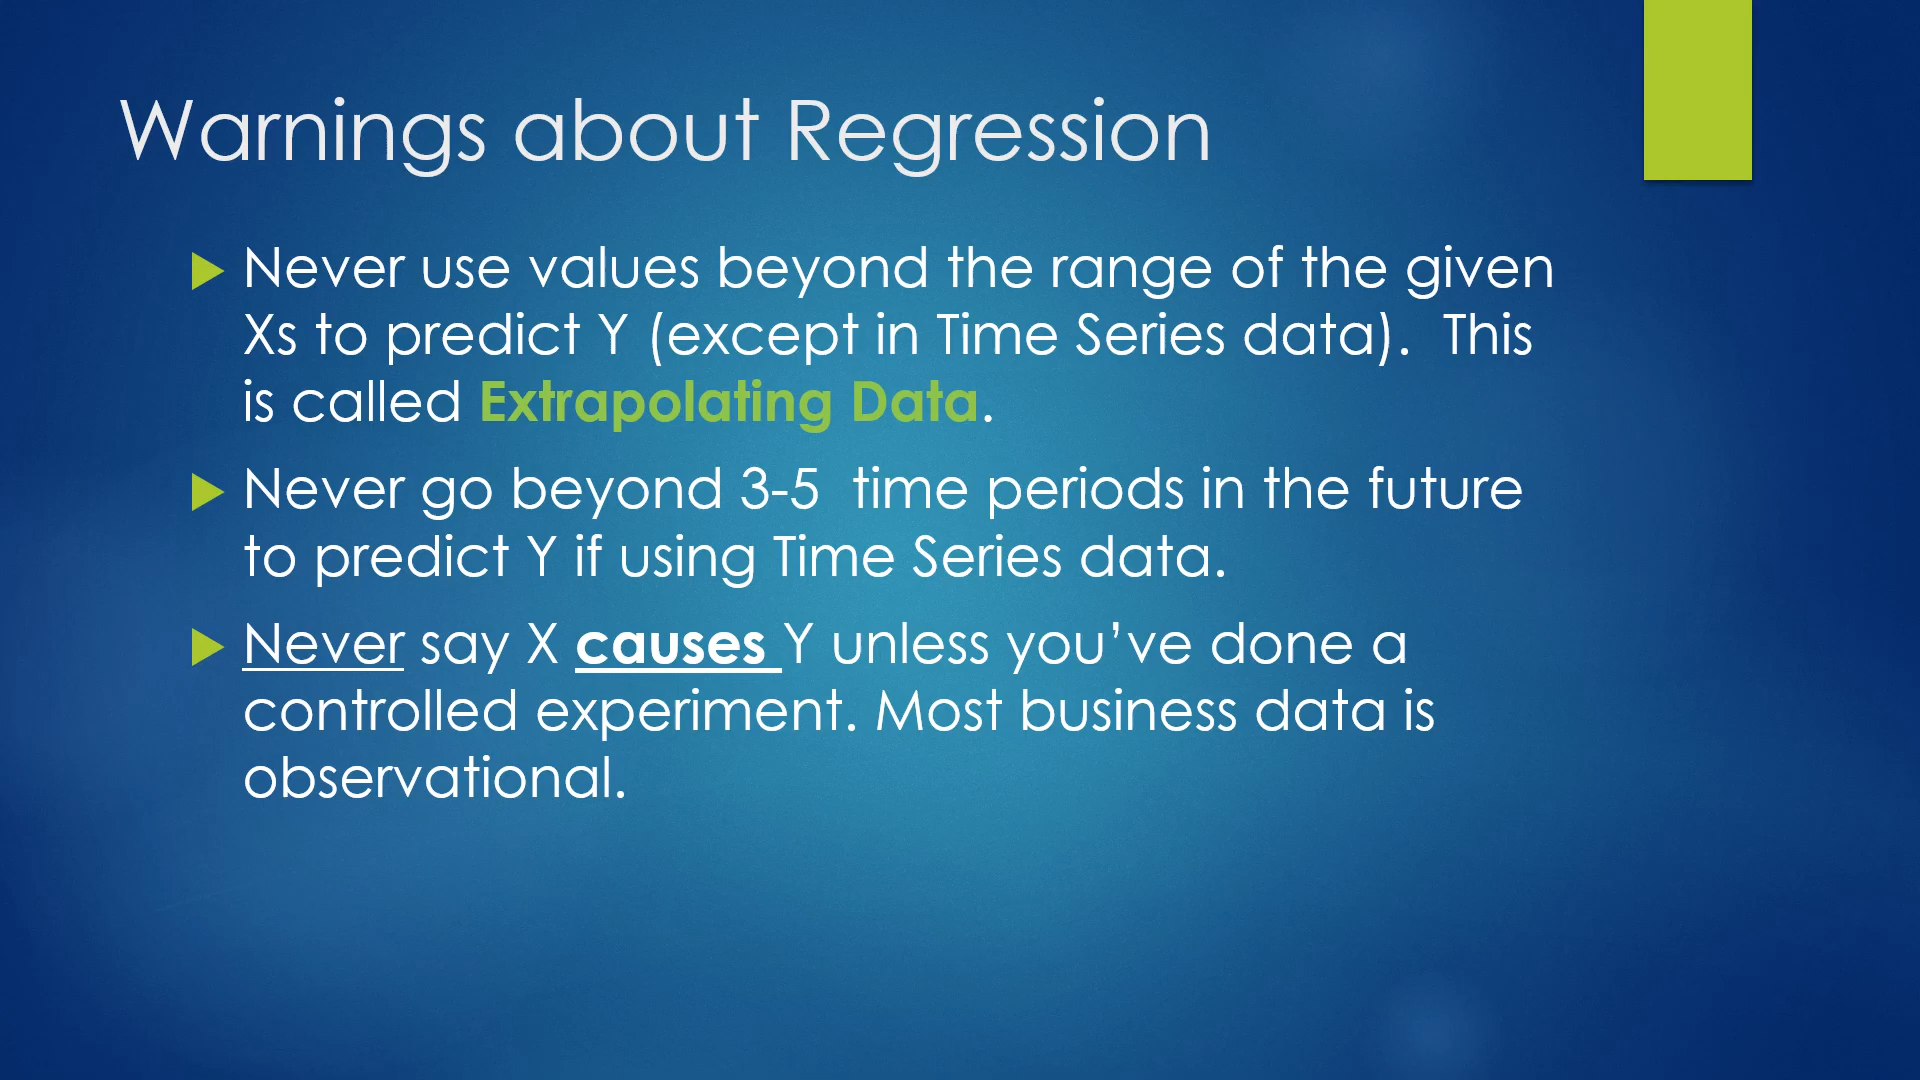 Warnings about Regression
Never use values beyond the range of the given
Xs to predict Y (except in Time Series data).  This
is called Extrapolating Data.
Never go beyond 3-5  time periods in the future
to predict Y if using Time Series data.
Never say X causes Y unless you’ve done a
controlled experiment. Most business data is
observational.